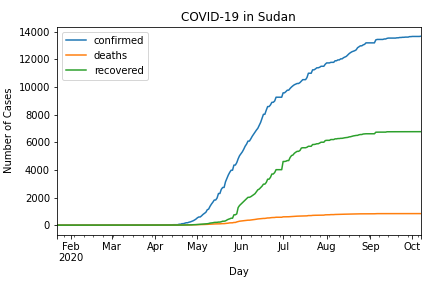 COVID-19 in Sudan
confirmed
deaths
recovered
Number of Cases
14000
12000
10000
8000
6000
4000
2000
0
Feb Mar Apr May Jun Jul Aug Sep Oct
2020
Day